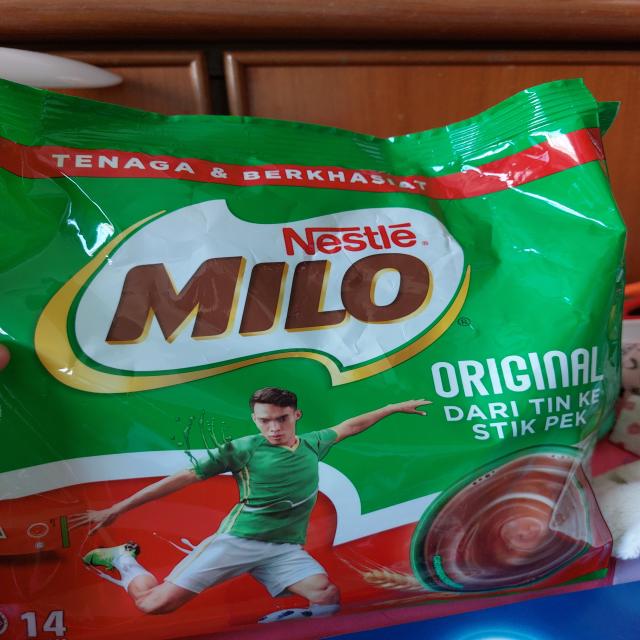 TENAGA & BERKHASIAT
Nestlé
MILO
ORIGINAL
DARI TIN KE
STIK PEK
14